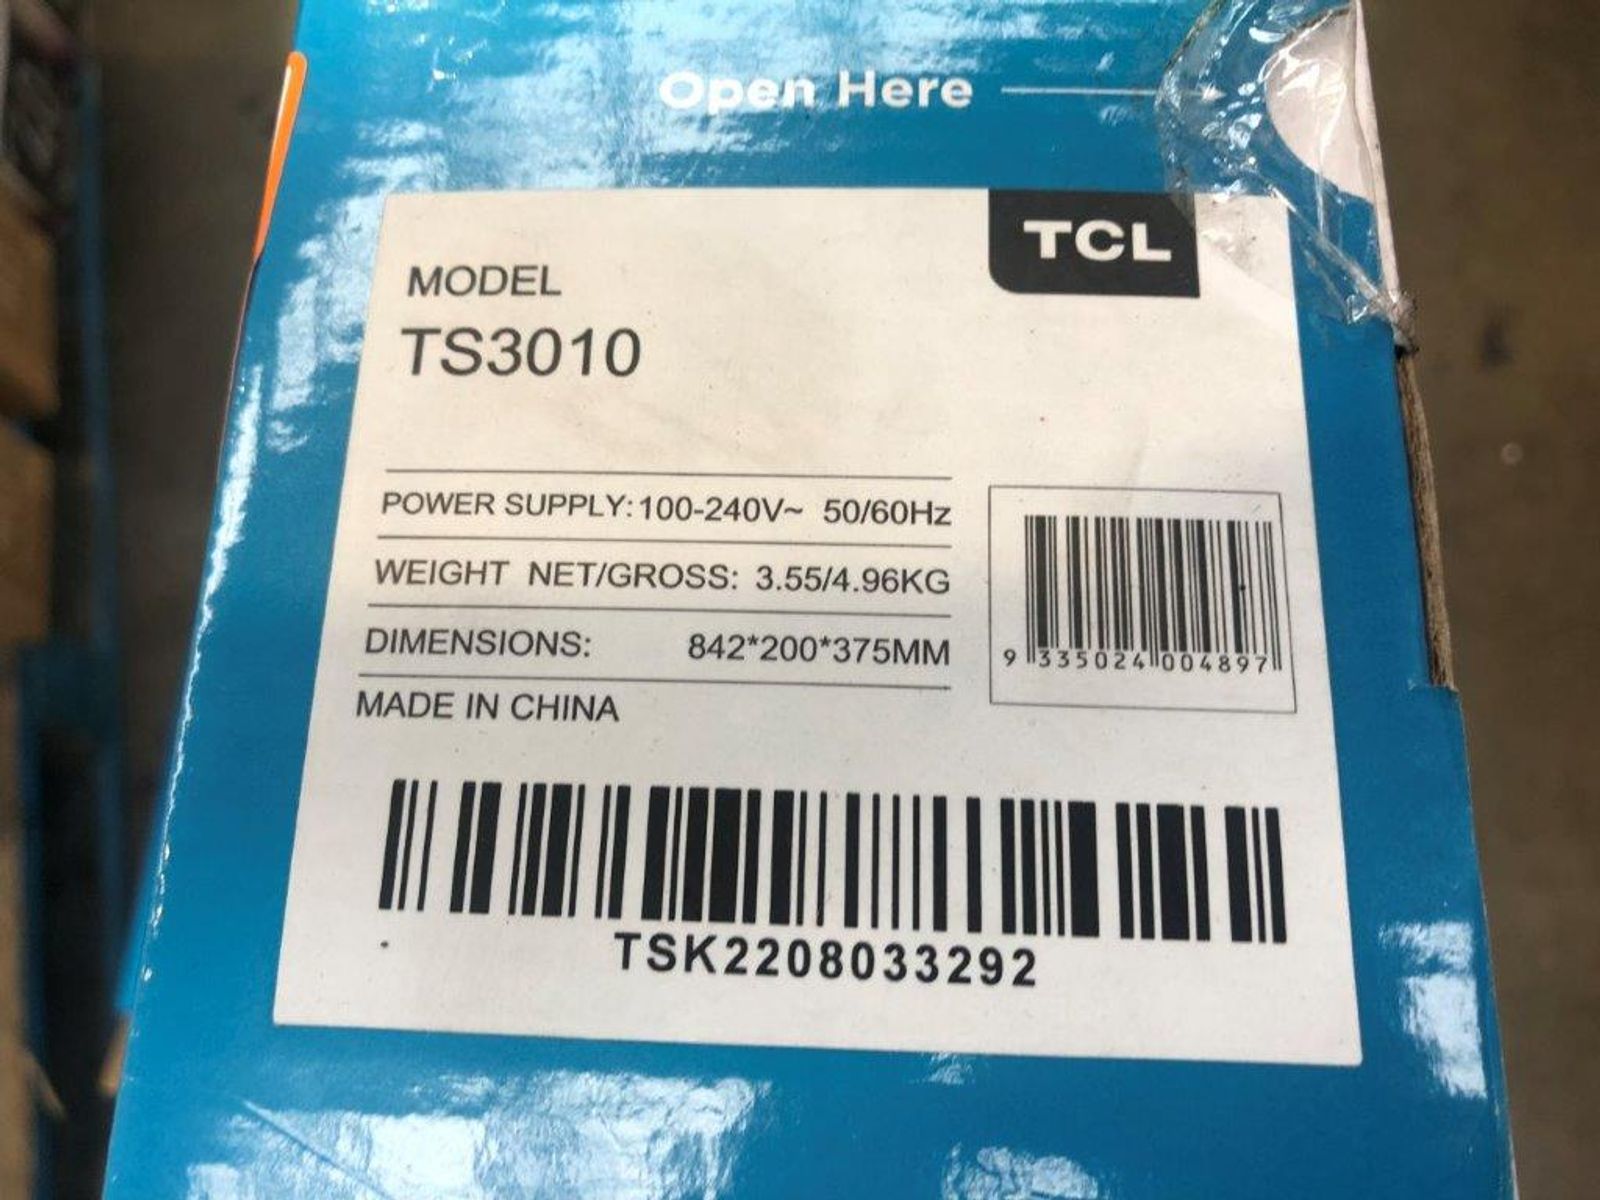 Open Here
TCL
MODEL
TS3010
POWER SUPPLY: 100-240V~ 50/60Hz
WEIGHT NET/GROSS: 3.55/4.96KG
DIMENSIONS: 842*200*375MM
MADE IN CHINA
9 335024 004897
TSK2208033292